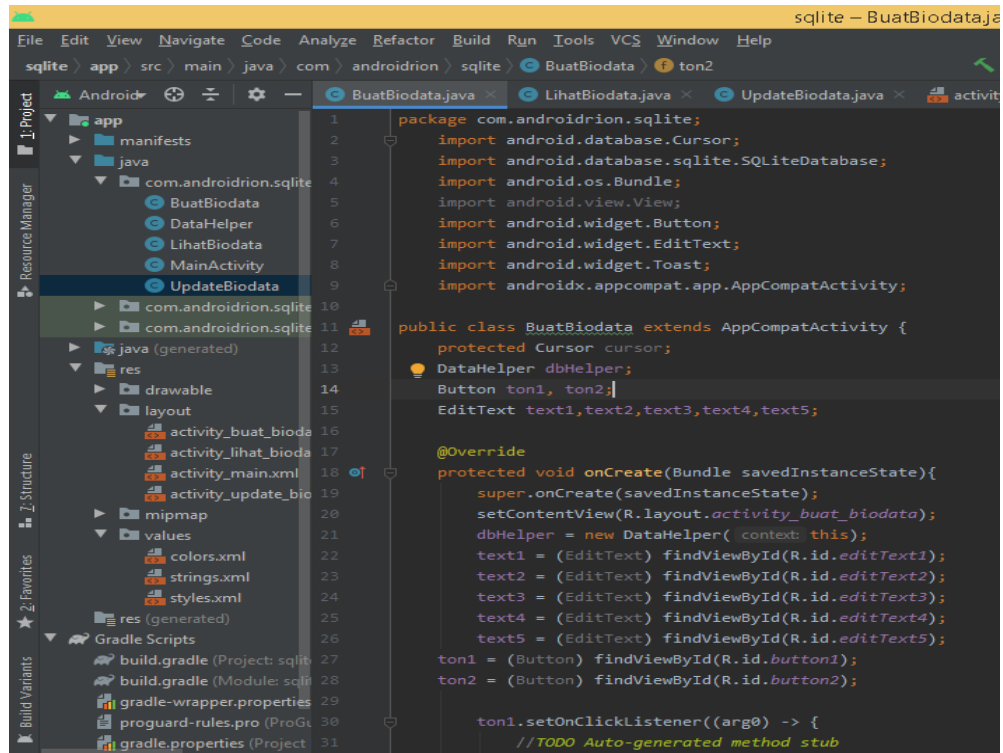 sqlite – BuatBiodata.ja
File Edit View Navigate Code Analyze Refactor Build Run Tools VCS Window Help
sqlite app src main java com androidrion sqlite BuatBiodata ton2
Android BuatBiodata.java LihatBiodata.java UpdateBiodata.java activity
1: Project
Resource Manager
7: Structure
2: Favorites
Build Variants
app
manifests
java
com.androidrion.sqlite
BuatBiodata
DataHelper
LihatBiodata
MainActivity
UpdateBiodata
com.androidrion.sqlite
com.androidrion.sqlite
java (generated)
res
drawable
layout
activity_buat_bioda
activity_lihat_bioda
activity_main.xml
activity_update_bio
mipmap
values
colors.xml
strings.xml
styles.xml
res (generated)
Gradle Scripts
build.gradle (Project: sqlit
build.gradle (Module: sqli
gradle-wrapper.properties
proguard-rules.pro (ProGu
gradle.properties (Project
1 package com.androidrion.sqlite;
2 import android.database.Cursor;
3 import android.database.sqlite.SQLiteDatabase;
4 import android.os.Bundle;
5 import android.view.View;
6 import android.widget.Button;
7 import android.widget.EditText;
8 import android.widget.Toast;
9 import androidx.appcompat.app.AppCompatActivity;
10
11 public class BuatBiodata extends AppCompatActivity {
12 protected Cursor cursor;
13 DataHelper dbHelper;
14 Button ton1, ton2;
15 EditText text1,text2,text3,text4,text5;
16
17 @Override
18 protected void onCreate(Bundle savedInstanceState){
19 super.onCreate(savedInstanceState);
20 setContentView(R.layout.activity_buat_biodata);
21 dbHelper = new DataHelper( context: this);
22 text1 = (EditText) findViewById(R.id.editText1);
23 text2 = (EditText) findViewById(R.id.editText2);
24 text3 = (EditText) findViewById(R.id.editText3);
25 text4 = (EditText) findViewById(R.id.editText4);
26 text5 = (EditText) findViewById(R.id.editText5);
27 ton1 = (Button) findViewById(R.id.button1);
28 ton2 = (Button) findViewById(R.id.button2);
29
30 ton1.setOnClickListener((arg0) -> {
31 //TODO Auto-generated method stub